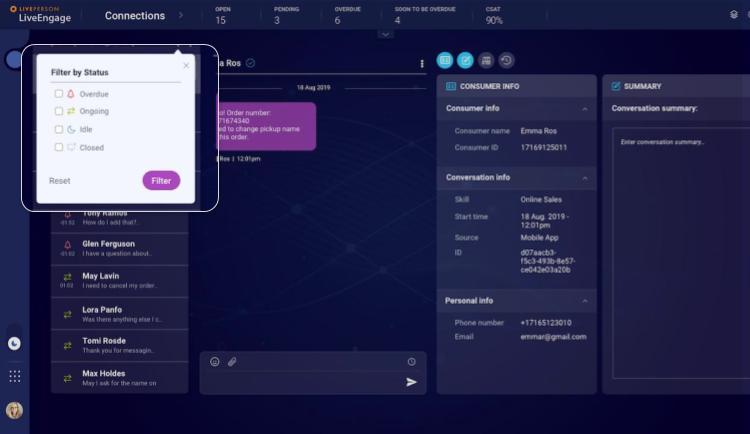 LIVEPERSON
LiveEngage
Connections
OPEN
15
PENDING
3
OVERDUE
6
SOON TO BE OVERDUE
4
CSAT
90%
Filter by Status
Overdue
Ongoing
Idle
Closed
Reset
Filter
Tony Ramos
-01:52
How do I add that?..
Glen Ferguson
-01:52
I have a question about..
May Lavin
01:02
I need to cancel my order..
Lora Panfo
Was there anything else I c..
Tomi Rosde
Thank you for messagin..
Max Holdes
May I ask for the name on
a Ros
18 Aug 2019
o! Order number:
71674340
ed to change pickup name
this order.
Ros | 12:01pm
CONSUMER INFO
Consumer info
Consumer name Emma Ros
Consumer ID 17169125011
Conversation info
Skill Online Sales
Start time 18 Aug. 2019 -
12:01pm
Source Mobile App
ID d07aacb3-
f5c3-493b-8e57-
ce042e03a20b
Personal info
Phone number +17165123010
Email emmar@gmail.com
SUMMARY
Conversation summary:
Enter conversation summary..